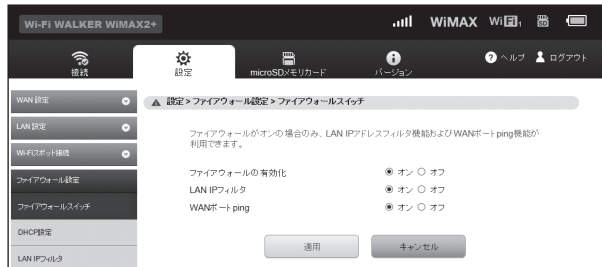 Wi-Fi WALKER WiMAX2+
WiMAX WiFi 1
接続
設定
microSDメモリカード
バージョン
? ヘルプ
ログアウト
WAN 設定
LAN 設定
Wi-Fiスポット接続
ファイアウォール設定
ファイアウォールスイッチ
DHCP設定
LAN IPフィルタ
設定 > ファイアウォール設定 > ファイアウォールスイッチ
ファイアウォールがオンの場合のみ、LAN IPアドレスフィルタ機能およびWANポートping機能が
利用できます。
ファイアウォールの有効化 オン オフ
LAN IPフィルタ オン オフ
WANポート ping オン オフ
適用 キャンセル